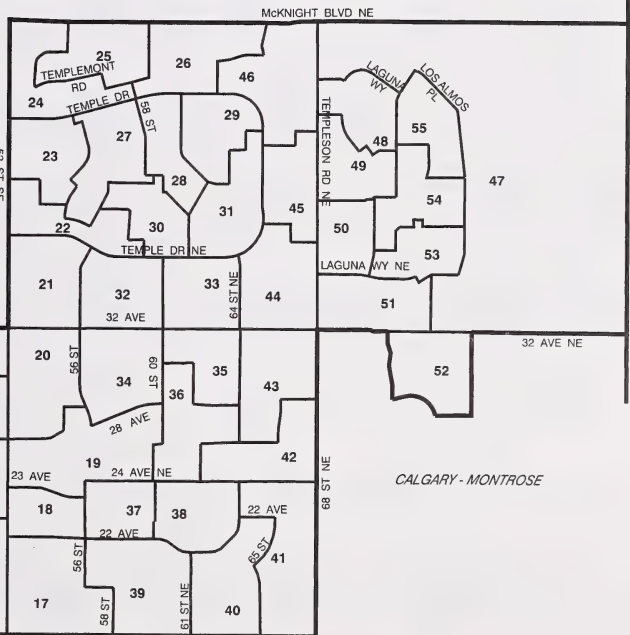 McKNIGHT BLVD NE
25
26
46
TEMPLEMONT
RD
24
TEMPLE DR
58 ST
29
LAGUNA
WY
LOS ALMOS
PL
TEMPLESON RD NE
55
48
49
47
27
23
28
31
45
54
50
53
22
30
TEMPLE DR NE
LAGUNA WY NE
21
32
33
64 ST NE
44
51
32 AVE
32 AVE NE
20
56 ST
34
60 ST
36
35
43
52
28 AVE
19
42
23 AVE
24 AVE NE
68 ST NE
CALGARY - MONTROSE
18
37
38
22 AVE
22 AVE
65 ST
41
56 ST
17
58 ST
39
61 ST NE
40